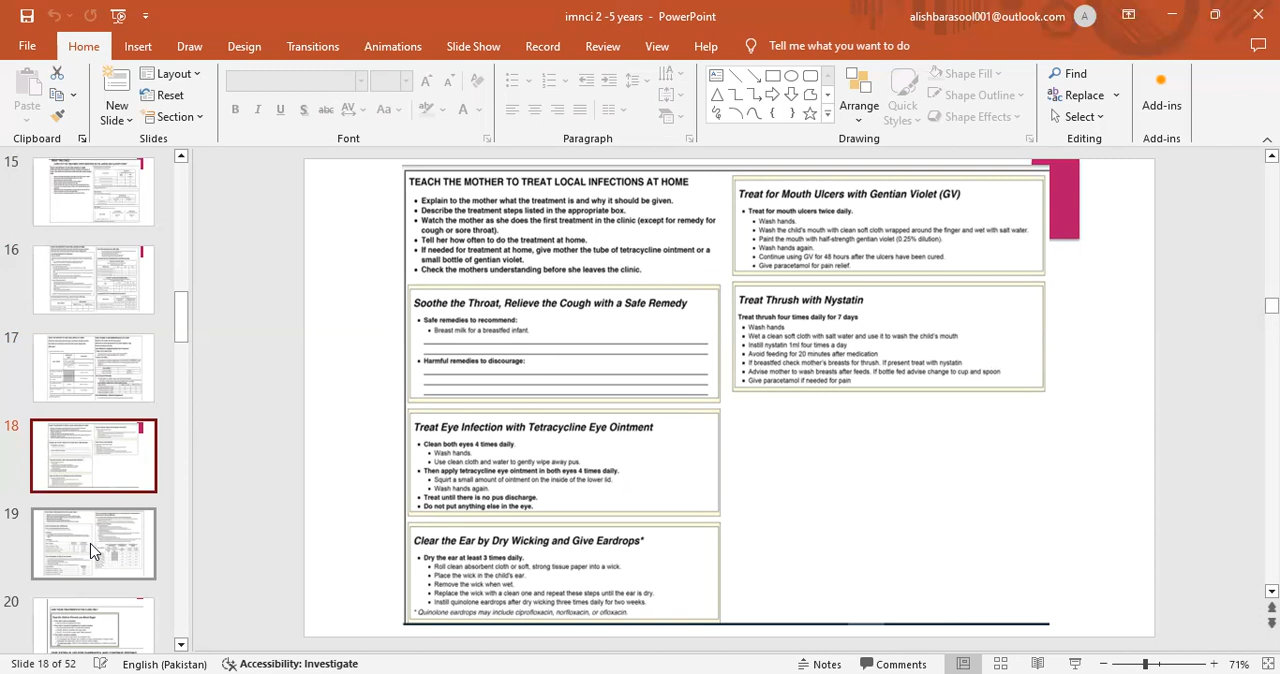 imnci 2 -5 years - PowerPoint
alishbarasool001@outlook.com
A
File
Home
Insert
Draw
Design
Transitions
Animations
Slide Show
Record
Review
View
Help
Tell me what you want to do
Paste
New
Slide
Layout
Reset
Section
B I U S abc AV Aa
Arrange
Quick
Styles
Shape Fill
Shape Outline
Shape Effects
Find
Replace
Select
Add-ins
Clipboard
Slides
Font
Paragraph
Drawing
Editing
Add-ins
15
16
17
18
19
20
TEACH THE MOTHER TO TREAT LOCAL INFECTIONS AT HOME
• Explain to the mother what the treatment is and why it should be given.
• Describe the treatment steps listed in the appropriate box.
• Watch the mother as she does the first treatment in the clinic (except for remedy for
cough or sore throat).
• Tell her how often to do the treatment at home.
• If needed for treatment at home, give mother the tube of tetracycline ointment or a
small bottle of gentian violet.
• Check the mothers understanding before she leaves the clinic.
Soothe the Throat, Relieve the Cough with a Safe Remedy
• Safe remedies to recommend:
• Breast milk for a breastfed infant.
• Harmful remedies to discourage:
Treat Eye Infection with Tetracycline Eye Ointment
• Clean both eyes 4 times daily.
• Wash hands.
• Use clean cloth and water to gently wipe away pus.
• Then apply tetracycline eye ointment in both eyes 4 times daily.
• Squirt a small amount of ointment on the inside of the lower lid.
• Wash hands again.
• Treat until there is no pus discharge.
• Do not put anything else in the eye.
Clear the Ear by Dry Wicking and Give Eardrops*
• Dry the ear at least 3 times daily.
• Roll clean absorbent cloth or soft, strong tissue paper into a wick.
• Place the wick in the child's ear.
• Remove the wick when wet.
• Replace the wick with a clean one and repeat these steps until the ear is dry.
• Instill quinolone eardrops after dry wicking three times daily for two weeks.
* Quinolone eardrops may include ciprofloxacin, norfloxacin, or ofloxacin.
Treat for Mouth Ulcers with Gentian Violet (GV)
• Treat for mouth ulcers twice daily.
• Wash hands.
• Wash the child's mouth with clean soft cloth wrapped around the finger and wet with salt water.
• Paint the mouth with half-strength gentian violet (0.25% dilution).
• Wash hands again.
• Continue using GV for 48 hours after the ulcers have been cured.
• Give paracetamol for pain relief.
Treat Thrush with Nystatin
Treat thrush four times daily for 7 days
• Wash hands
• Wet a clean soft cloth with salt water and use it to wash the child's mouth
• Instill nystatin 1ml four times a day
• Avoid feeding for 20 minutes after medication
• If breastfed check mother's breasts for thrush. If present treat with nystatin
• Advise mother to wash breasts after feeds. If bottle fed advise change to cup and spoon
• Give paracetamol if needed for pain
Slide 18 of 52
English (Pakistan)
Accessibility: Investigate
Notes
Comments
71%